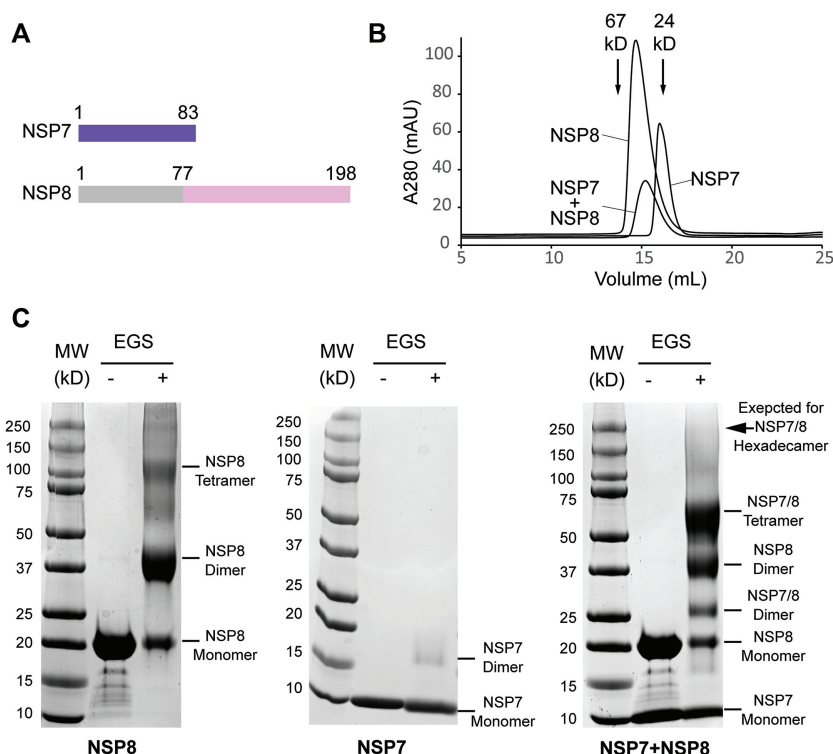 A
1 83
NSP7
1 77 198
NSP8
B
67 24
kD kD
100
80
60
40
20
0
A280 (mAU)
NSP8
NSP7
NSP7
+
NSP8
5 10 15 20 25
Volulme (mL)
C
EGS
MW
(kD) - +
250
150
100
75
50
37
25
20
15
10
NSP8
Tetramer
NSP8
Dimer
NSP8
Monomer
NSP8
EGS
MW
(kD) - +
250
150
100
75
50
37
25
20
15
10
NSP7
Dimer
NSP7
Monomer
NSP7
EGS
MW
(kD) - +
250
150
100
75
50
37
25
20
15
10
Exepcted for
NSP7/8
Hexadecamer
NSP7/8
Tetramer
NSP8
Dimer
NSP7/8
Dimer
NSP8
Monomer
NSP7
Monomer
NSP7+NSP8